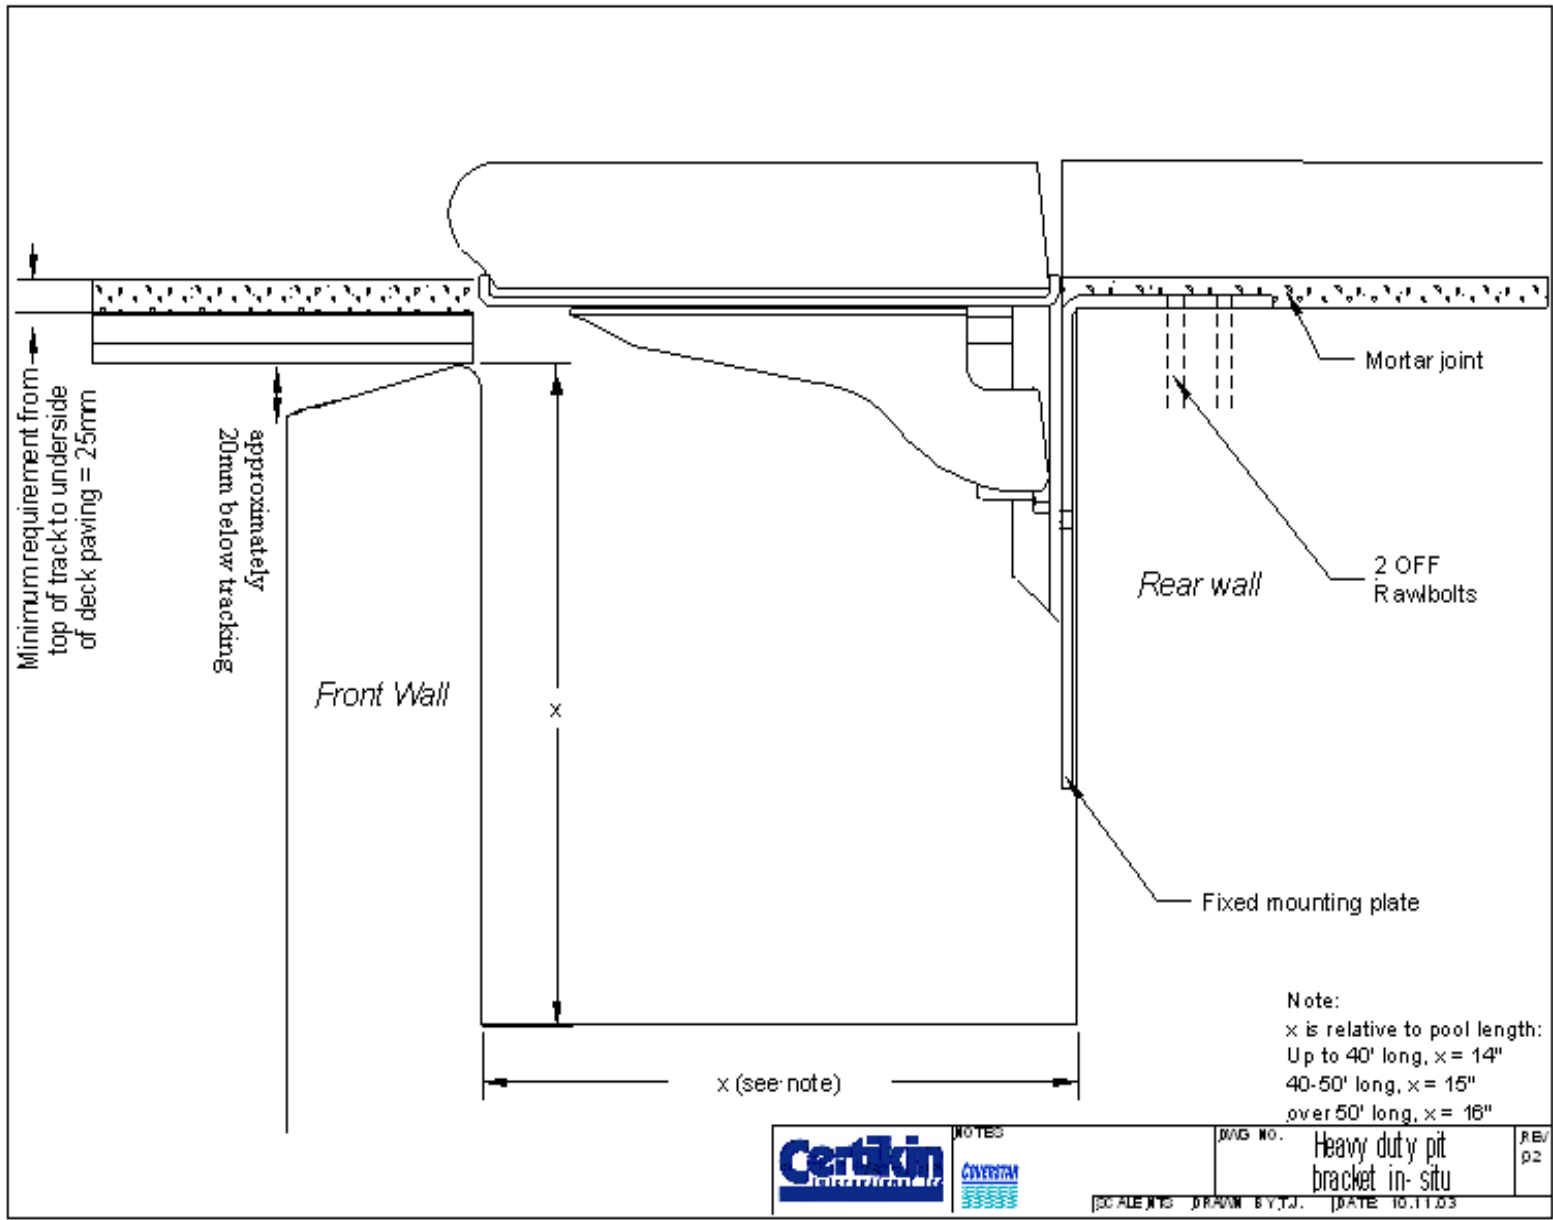 Mortar joint
Minimum requirement from
top of track to underside
of deck paving = 25mm
approximately
20mm below tracking
2 OFF
Rawlbolts
Rear wall
Front Wall
x
Fixed mounting plate
Note:
x is relative to pool length:
Up to 40' long, x = 14"
40-50' long, x = 15"
over 50' long, x = 16"
x (see note)
Certikin
NOTES
COVERSTAR
DWG NO.
Heavy duty pit
bracket in- situ
REV
02
SCALE NTS DRAWN BY T.J. DATE 10.11.03